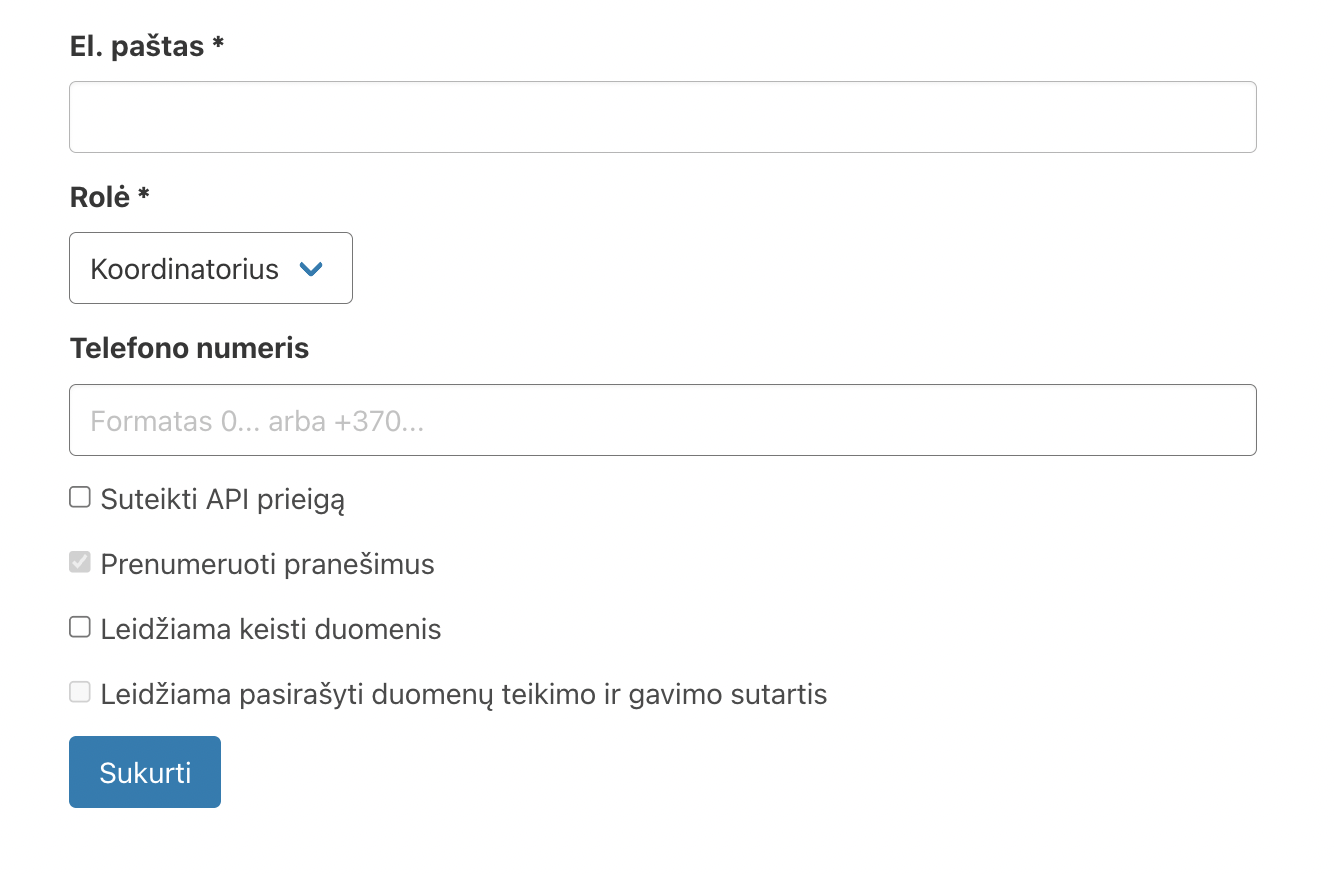 El. paštas *
Rolė *
Koordinatorius
Telefono numeris
Formatas 0... arba +370...
Suteikti API prieigą
Prenumeruoti pranešimus
Leidžiama keisti duomenis
Leidžiama pasirašyti duomenų teikimo ir gavimo sutartis
Sukurti